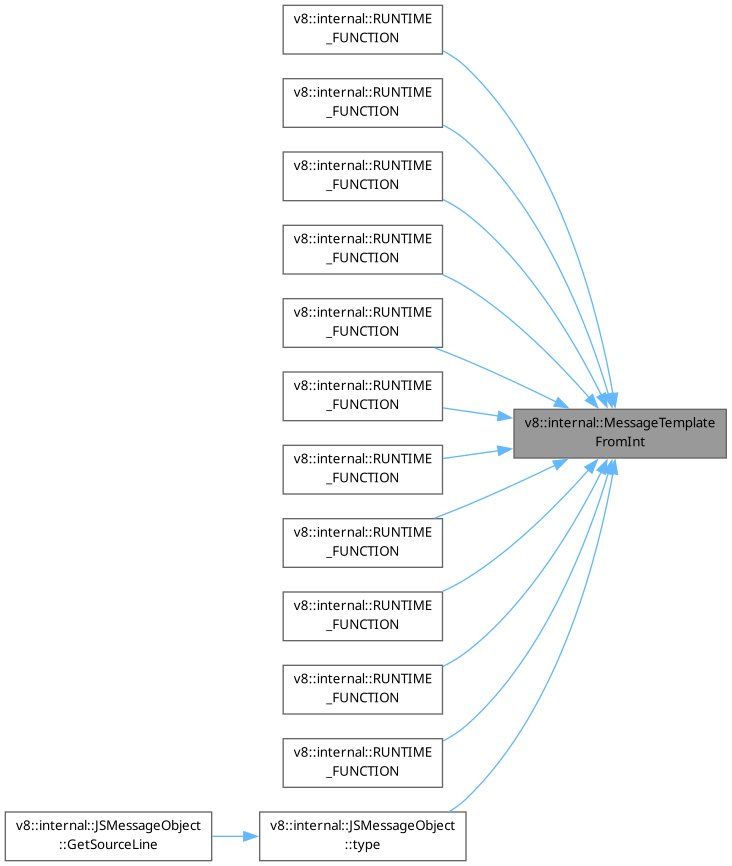 v8::internal::RUNTIME
_FUNCTION
v8::internal::RUNTIME
_FUNCTION
v8::internal::RUNTIME
_FUNCTION
v8::internal::RUNTIME
_FUNCTION
v8::internal::RUNTIME
_FUNCTION
v8::internal::RUNTIME
_FUNCTION
v8::internal::MessageTemplate
FromInt
v8::internal::RUNTIME
_FUNCTION
v8::internal::RUNTIME
_FUNCTION
v8::internal::RUNTIME
_FUNCTION
v8::internal::RUNTIME
_FUNCTION
v8::internal::RUNTIME
_FUNCTION
v8::internal::JSMessageObject
::GetSourceLine
v8::internal::JSMessageObject
::type